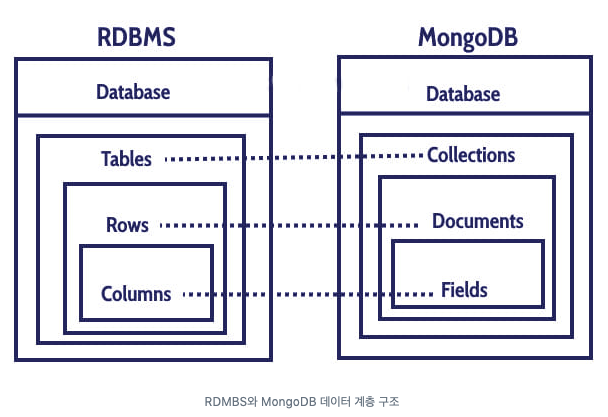 RDBMS
MongoDB
Database
Database
Tables
Collections
Rows
Documents
Columns
Fields
RDMBS와 MongoDB 데이터 계층 구조